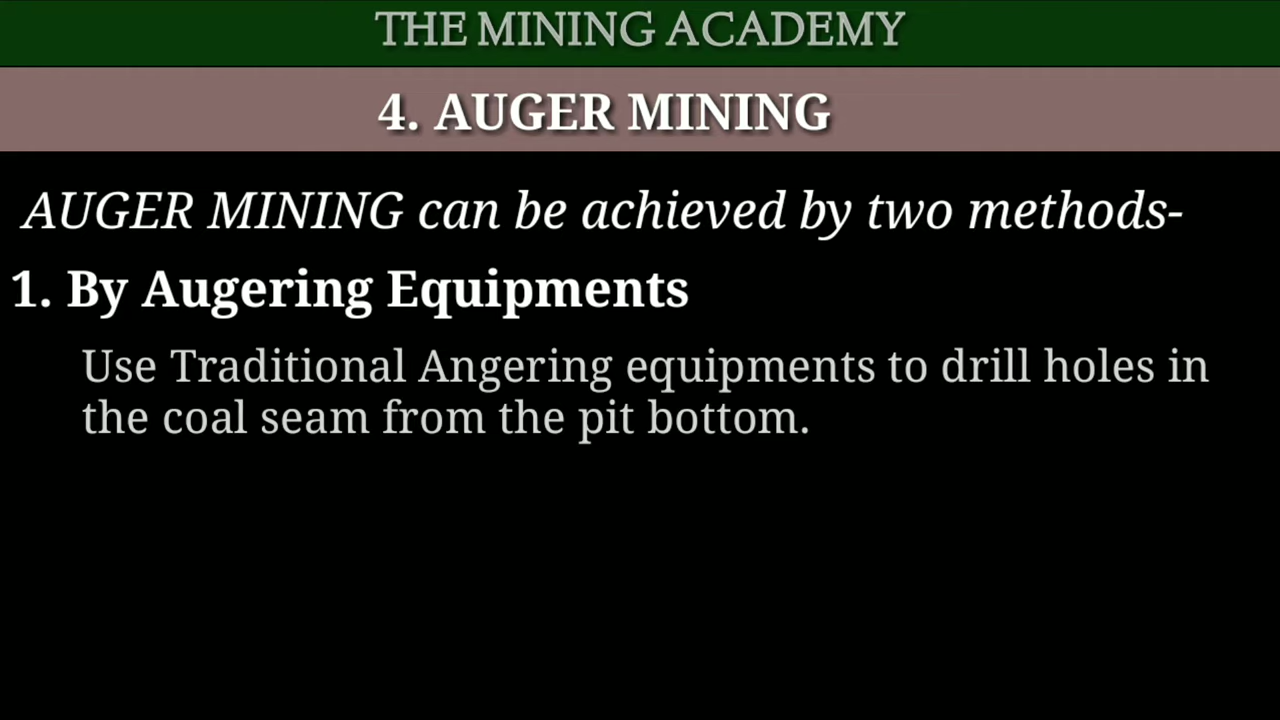 THE MINING ACADEMY
4. AUGER MINING
AUGER MINING can be achieved by two methods-
1. By Augering Equipments
Use Traditional Angering equipments to drill holes in
the coal seam from the pit bottom.